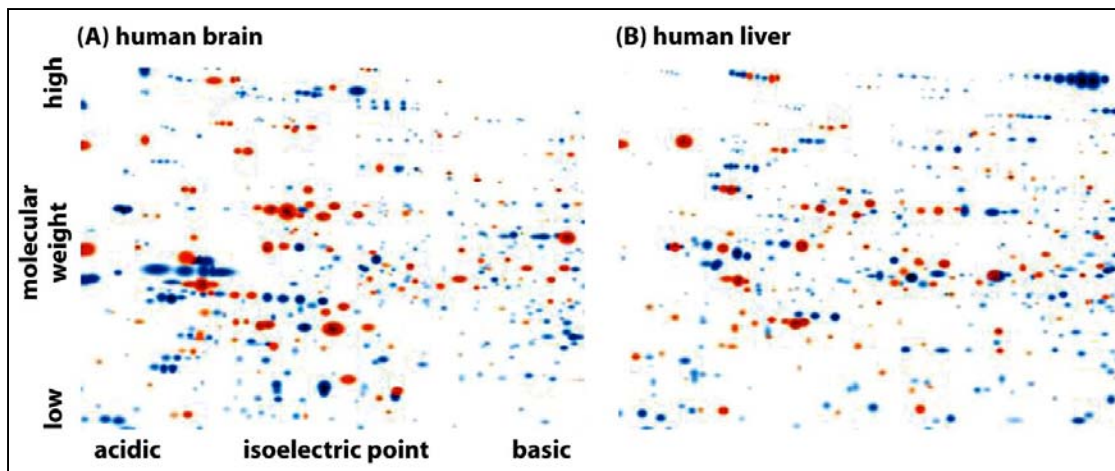 (A) human brain
(B) human liver
high
molecular
weight
low
acidic
isoelectric point
basic